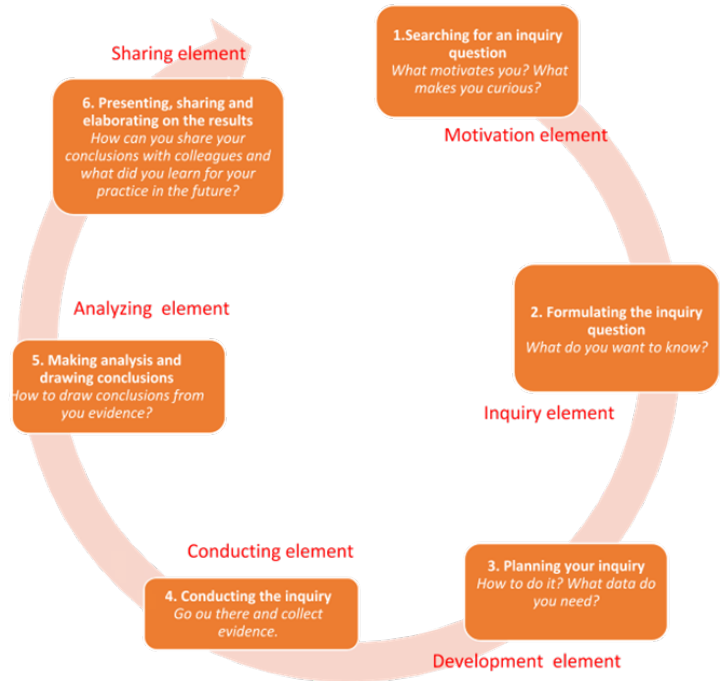 1.Searching for an inquiry
question
What motivates you? What
makes you curious?
Motivation element
2. Formulating the inquiry
question
What do you want to know?
Inquiry element
3. Planning your inquiry
How to do it? What data do
you need?
Development element
4. Conducting the inquiry
Go ou there and collect
evidence.
Conducting element
5. Making analysis and
drawing conclusions
How to draw conclusions from
you evidence?
Analyzing element
6. Presenting, sharing and
elaborating on the results
How can you share your
conclusions with colleagues and
what did you learn for your
practice in the future?
Sharing element